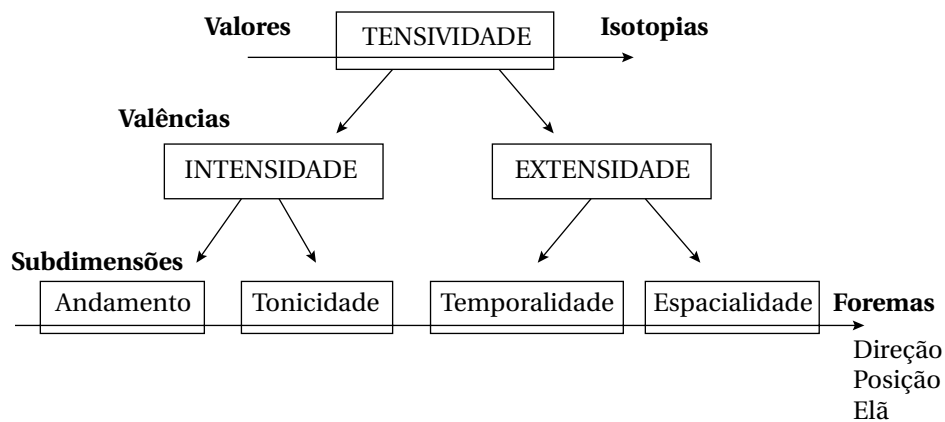 Valores TENSIVIDADE Isotopias
Valências
INTENSIDADE EXTENSIDADE
Subdimensões
Andamento Tonicidade Temporalidade Espacialidade Foremas
Direção
Posição
Elã